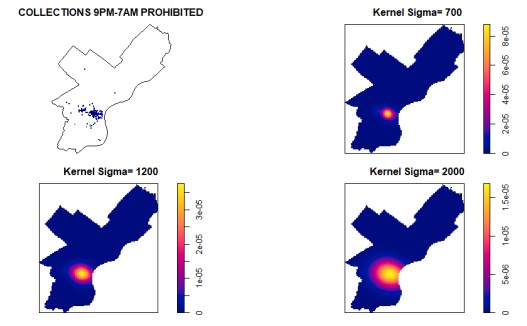 COLLECTIONS 9PM-7AM PROHIBITED
Kernel Sigma= 700
0
2e-05
4e-05
6e-05
8e-05
Kernel Sigma= 1200
0
1e-05
2e-05
3e-05
Kernel Sigma= 2000
0
5e-06
1e-05
1.5e-05